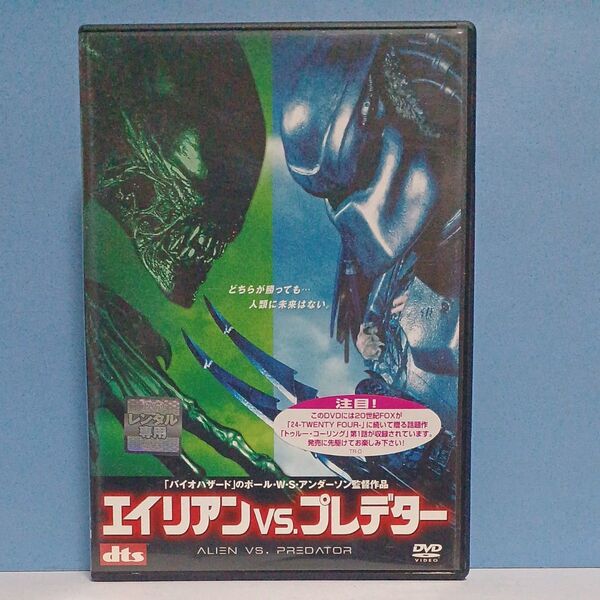 どちらが勝っても…
人類に未来はない。
注目!
このDVDには20世紀FOXが
「24-TWENTY FOUR-」に続いて贈る話題作
「トゥルー・コーリング」第1話が収録されています。
発売に先駆けてお楽しみ下さい!
TR-D
レンタル
専用
「バイオハザード」のポール・W・S・アンダーソン監督作品
エイリアンVS.プレデター
dts
ALIEN VS. PREDATOR
DVD
VIDEO